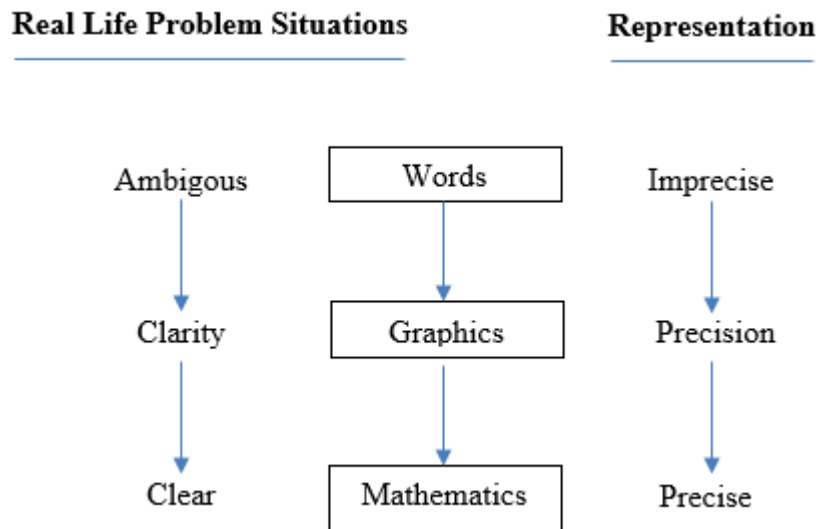 Real Life Problem Situations
Representation
Ambigous
Words
Imprecise
Clarity
Graphics
Precision
Clear
Mathematics
Precise